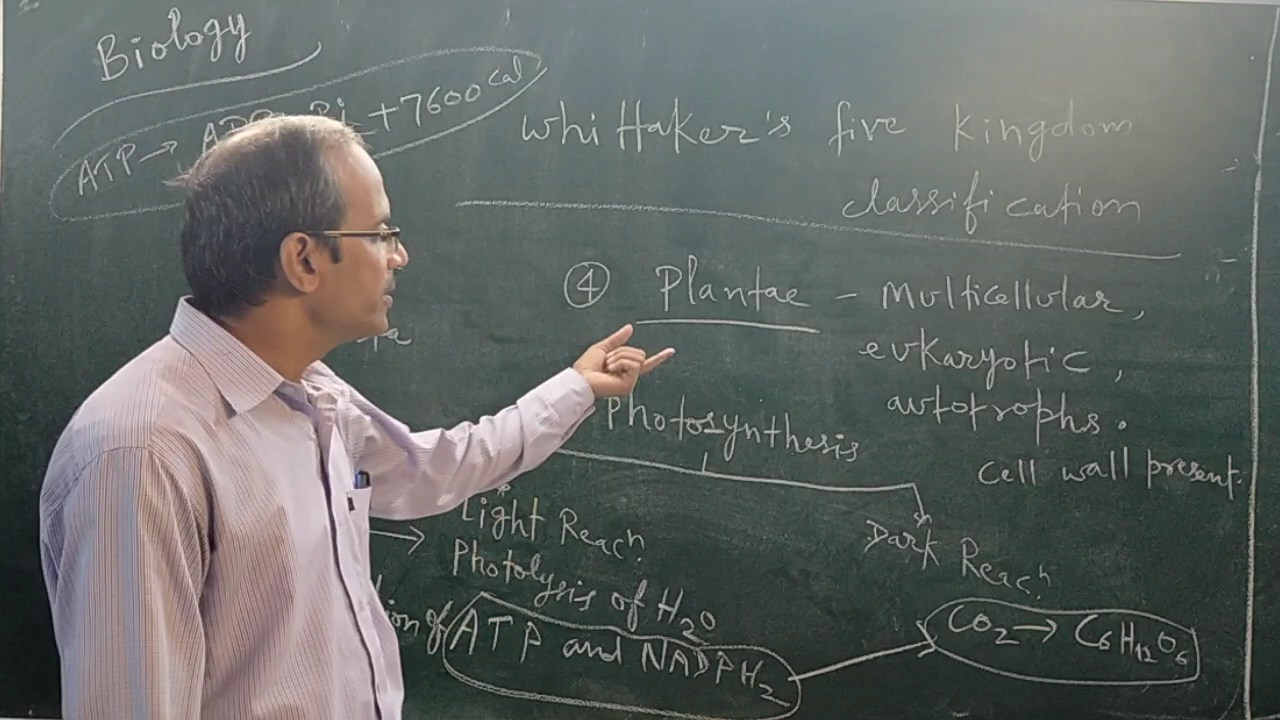 Biology
ATP → ADP + Pi + 7600 cal
Whittaker's five Kingdom
classification
④ Plantae - Multicellular,
eukaryotic,
autotrophs.
cell wall present.
Photosynthesis
Light Reacn
Dark Reacn
Photolysis of H₂O
ATP and NADPH₂
CO₂ → C₆H₁₂O₆